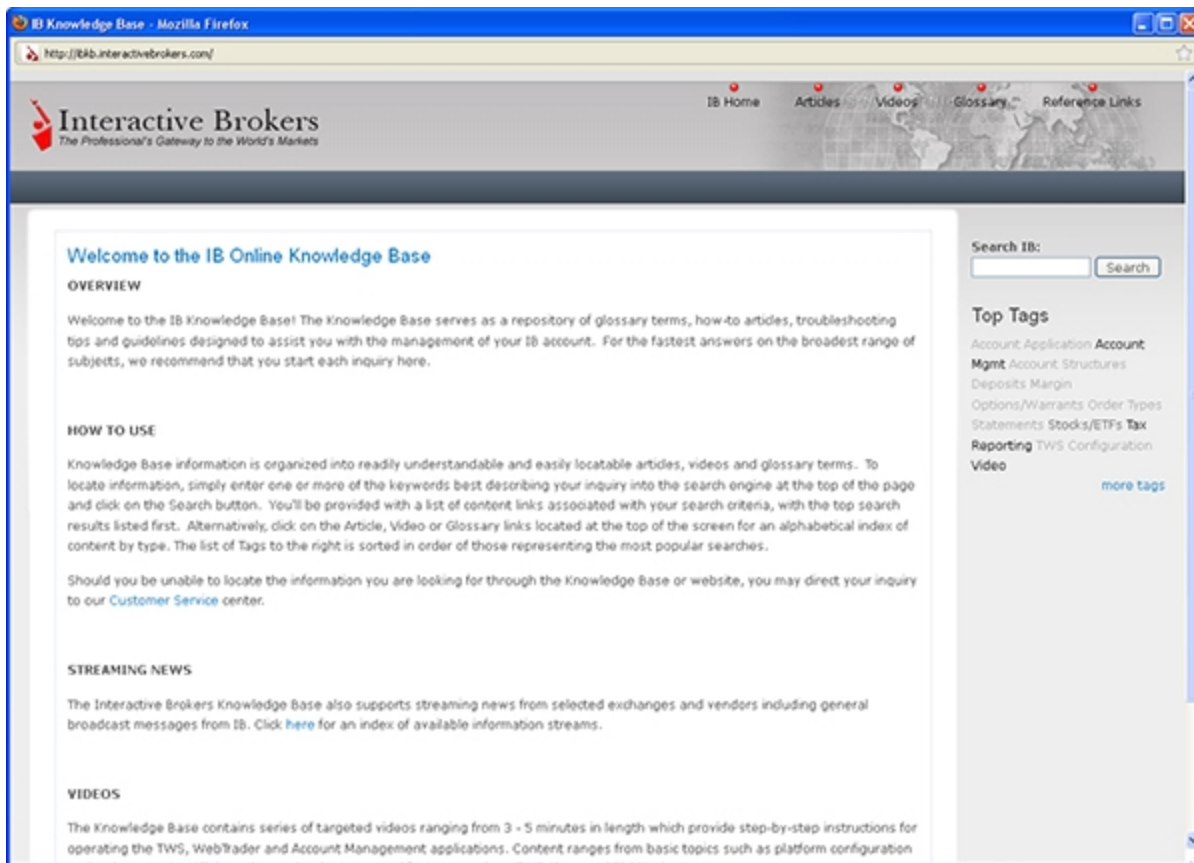 IB Knowledge Base - Mozilla Firefox
http://ibkb.interactivebrokers.com/
IB Home Articles Videos Glossary Reference Links
Interactive Brokers
The Professional's Gateway to the World's Markets
Welcome to the IB Online Knowledge Base
OVERVIEW
Welcome to the IB Knowledge Base! The Knowledge Base serves as a repository of glossary terms, how-to articles, troubleshooting
tips and guidelines designed to assist you with the management of your IB account. For the fastest answers on the broadest range of
subjects, we recommend that you start each inquiry here.
HOW TO USE
Knowledge Base information is organized into readily understandable and easily locatable articles, videos and glossary terms. To
locate information, simply enter one or more of the keywords best describing your inquiry into the search engine at the top of the page
and click on the Search button. You'll be provided with a list of content links associated with your search criteria, with the top search
results listed first. Alternatively, click on the Article, Video or Glossary links located at the top of the screen for an alphabetical index of
content by type. The list of Tags to the right is sorted in order of those representing the most popular searches.
Should you be unable to locate the information you are looking for through the Knowledge Base or website, you may direct your inquiry
to our Customer Service center.
STREAMING NEWS
The Interactive Brokers Knowledge Base also supports streaming news from selected exchanges and vendors including general
broadcast messages from IB. Click here for an index of available information streams.
VIDEOS
The Knowledge Base contains series of targeted videos ranging from 3 - 5 minutes in length which provide step-by-step instructions for
operating the TWS, WebTrader and Account Management applications. Content ranges from basic topics such as platform configuration
Search IB:
Search
Top Tags
Account Application Account
Mgmt Account Structures
Deposits Margin
Options/Warrants Order Types
Statements Stocks/ETFs Tax
Reporting TWS Configuration
Video
more tags